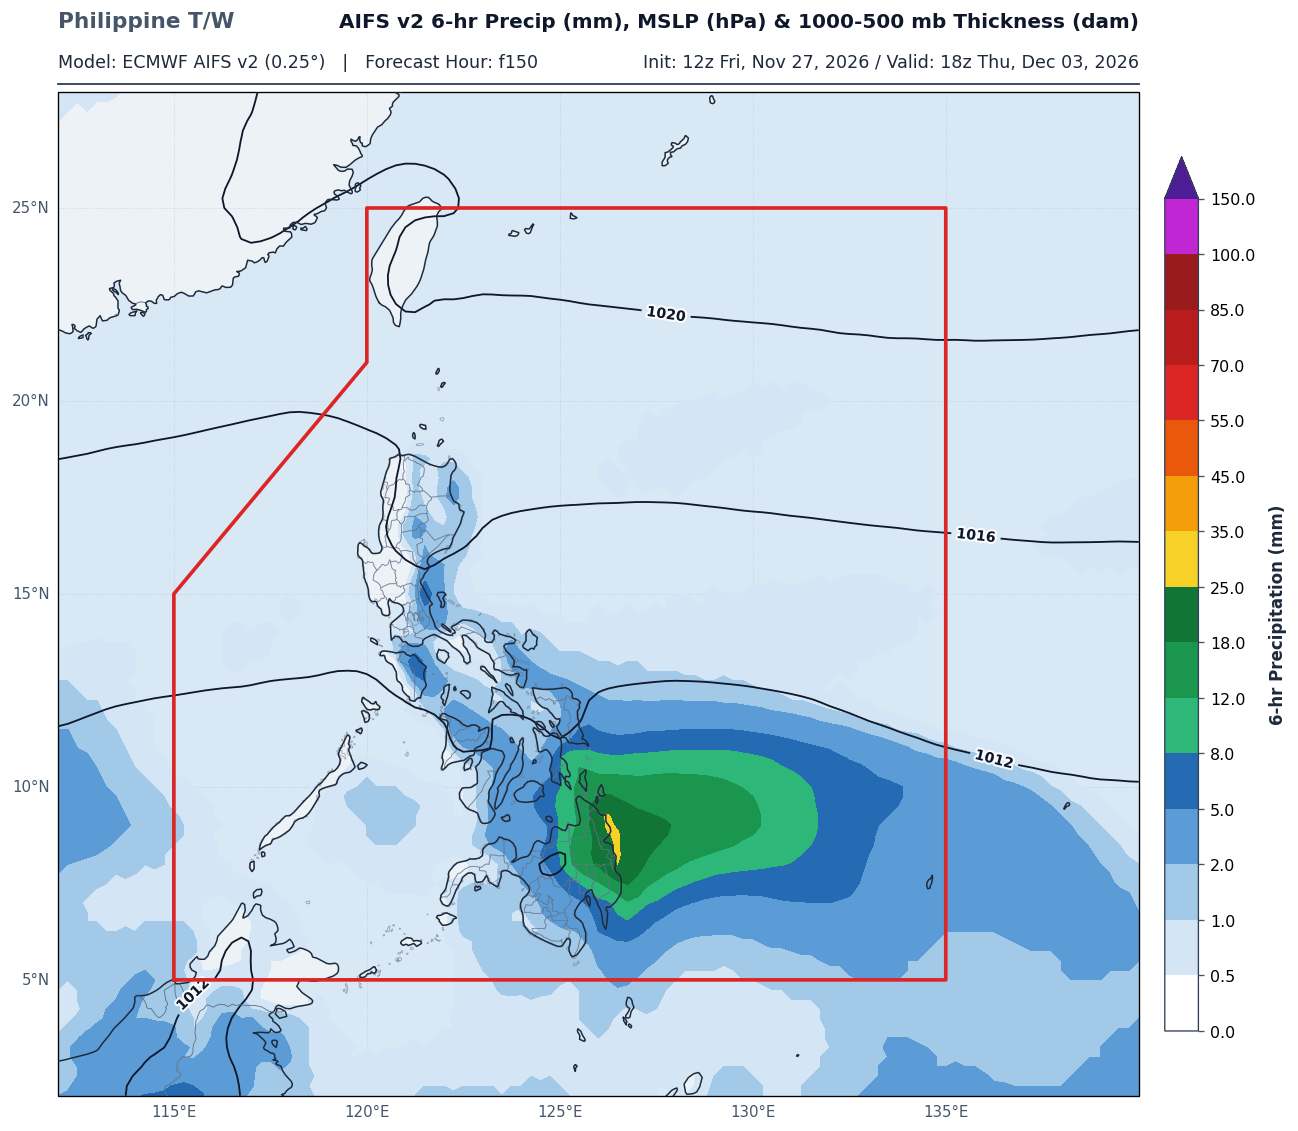 Philippine T/W
AIFS v2 6-hr Precip (mm), MSLP (hPa) & 1000-500 mb Thickness (dam)
Model: ECMWF AIFS v2 (0.25°) | Forecast Hour: f150
Init: 12z Fri, Nov 27, 2026 / Valid: 18z Thu, Dec 03, 2026
25°N
20°N
15°N
10°N
5°N
1020
1016
1012
1012
115°E
120°E
125°E
130°E
135°E
150.0
100.0
85.0
70.0
55.0
45.0
35.0
25.0
18.0
12.0
8.0
5.0
2.0
1.0
0.5
0.0
6-hr Precipitation (mm)